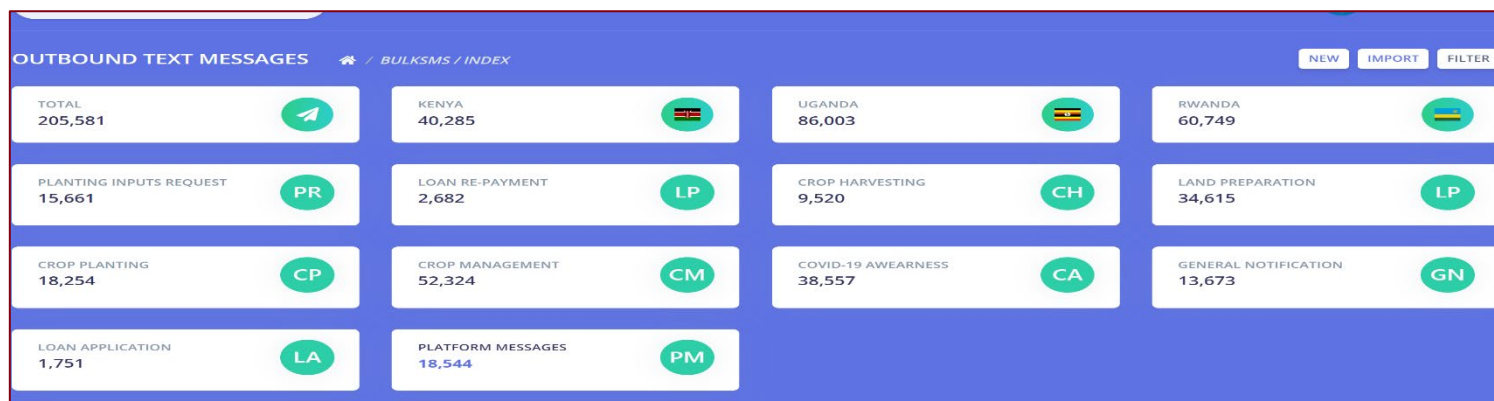 OUTBOUND TEXT MESSAGES / BULKSMS / INDEX NEW IMPORT FILTER
TOTAL
205,581
KENYA
40,285
UGANDA
86,003
RWANDA
60,749
PLANTING INPUTS REQUEST
15,661
PR
LOAN RE-PAYMENT
2,682
LP
CROP HARVESTING
9,520
CH
LAND PREPARATION
34,615
LP
CROP PLANTING
18,254
CP
CROP MANAGEMENT
52,324
CM
COVID-19 AWEARNESS
38,557
CA
GENERAL NOTIFICATION
13,673
GN
LOAN APPLICATION
1,751
LA
PLATFORM MESSAGES
18,544
PM